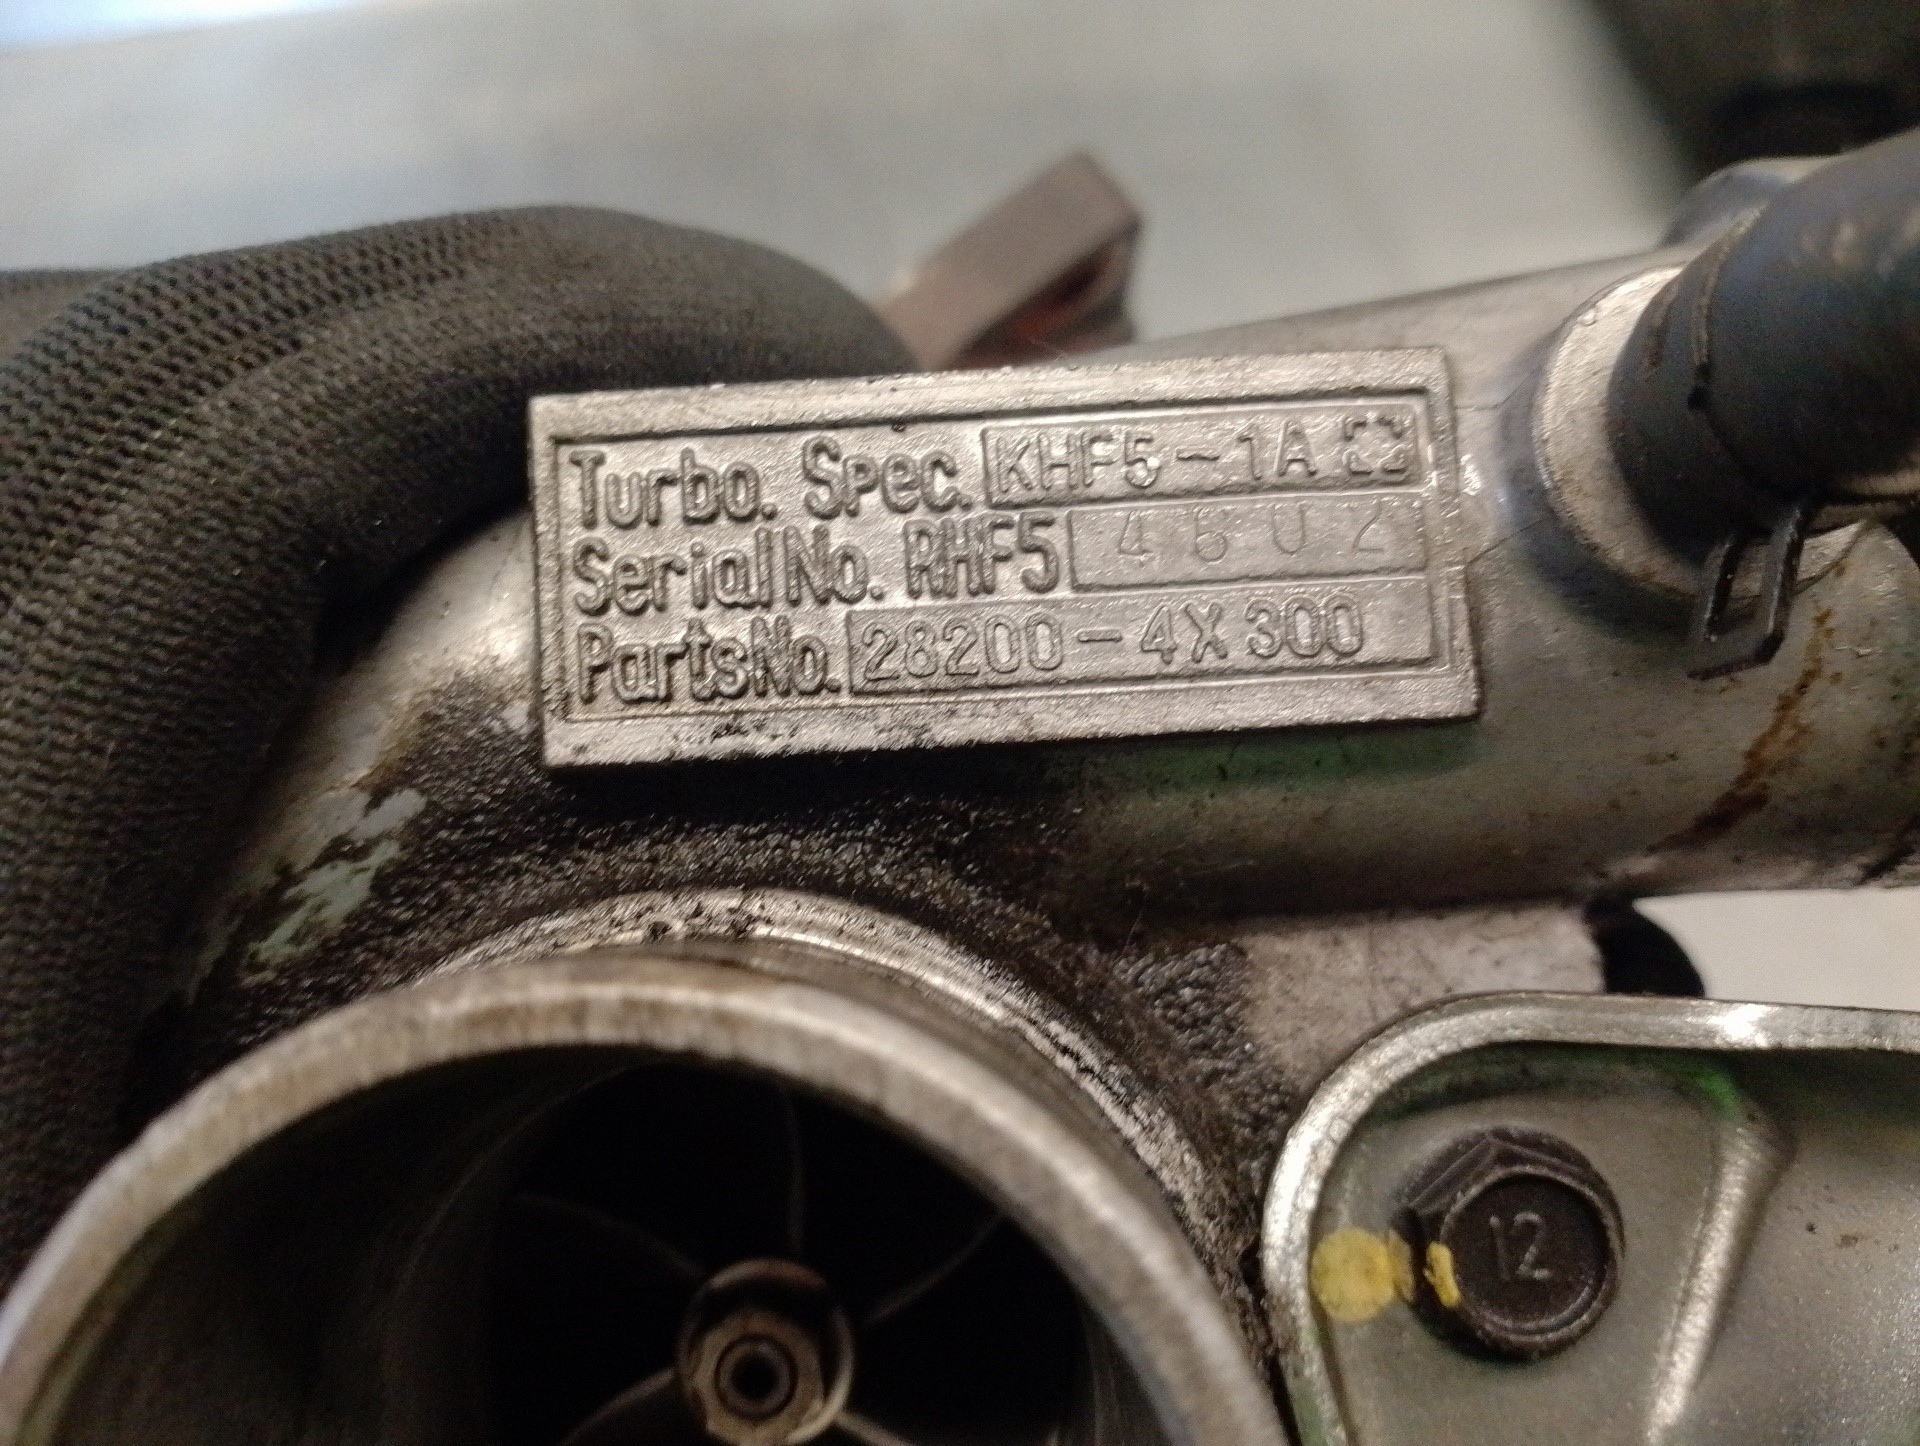 Turbo. Spec. KHF5-1A
Serial No. RHF5 4602
Parts No. 28200-4X300
12